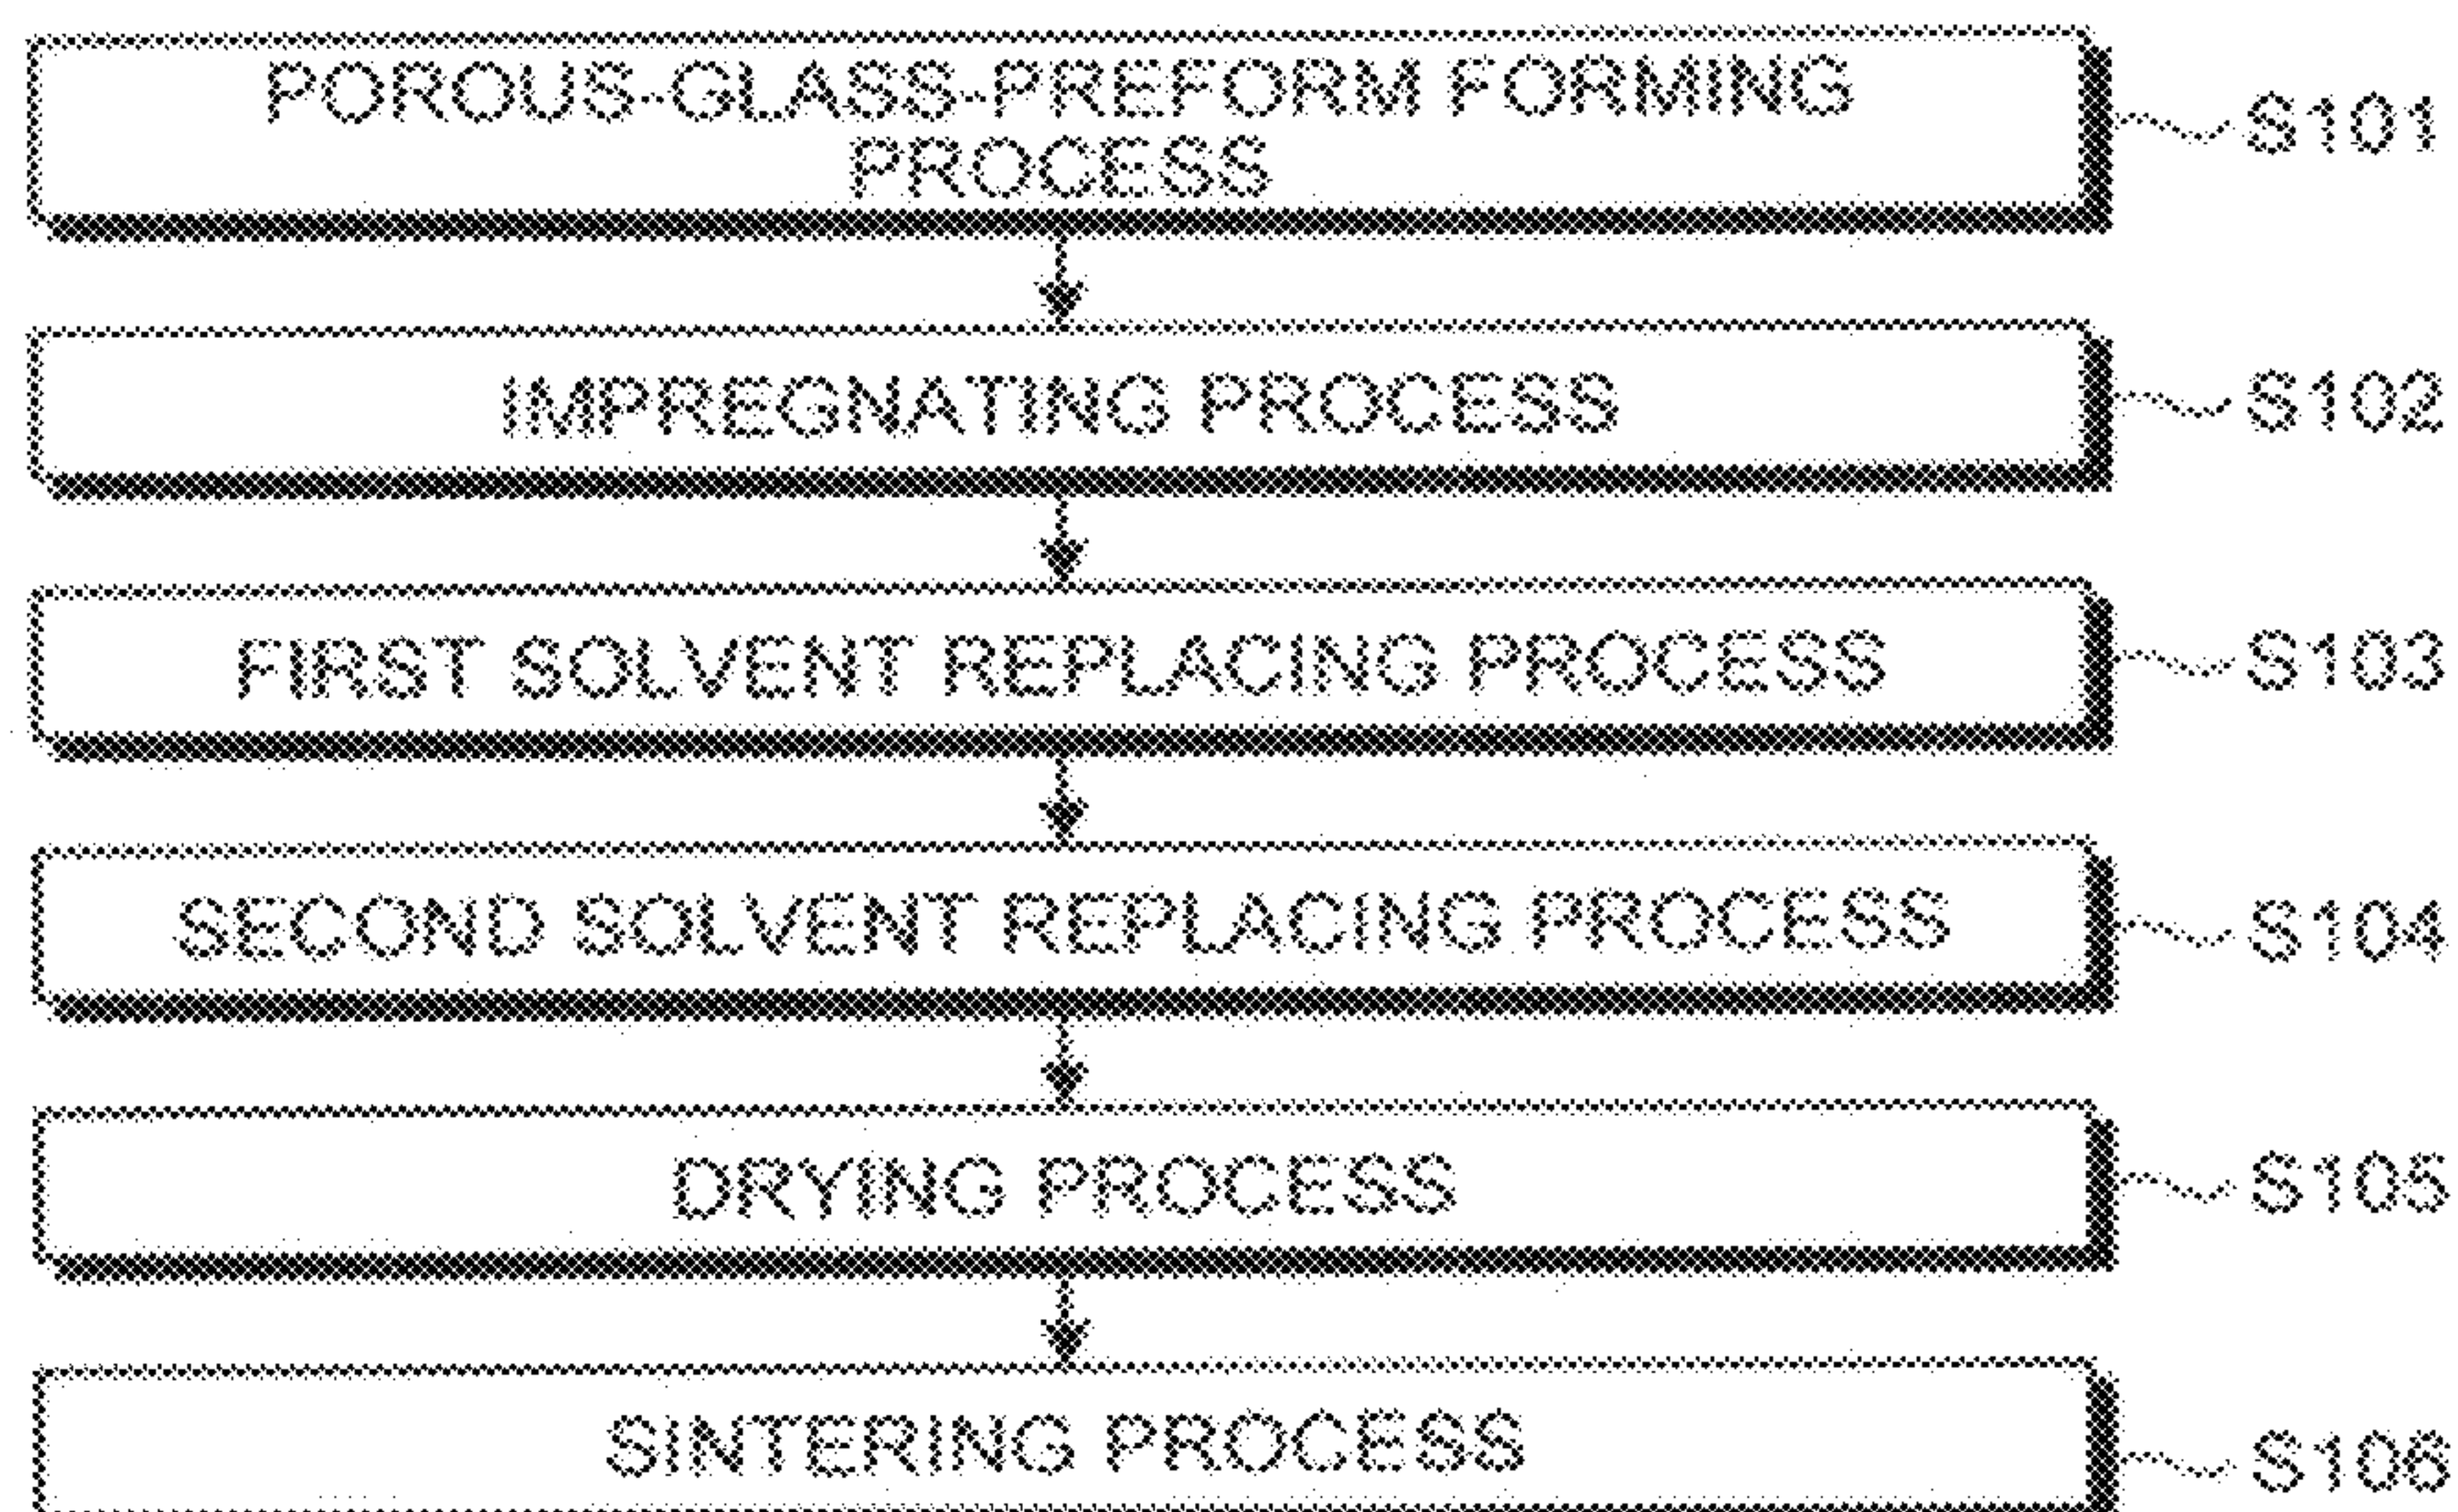 POROUS-GLASS-PREFORM FORMING
PROCESS
S101
IMPREGNATING PROCESS
S102
FIRST SOLVENT REPLACING PROCESS
S103
SECOND SOLVENT REPLACING PROCESS
S104
DRYING PROCESS
S105
SINTERING PROCESS
S106